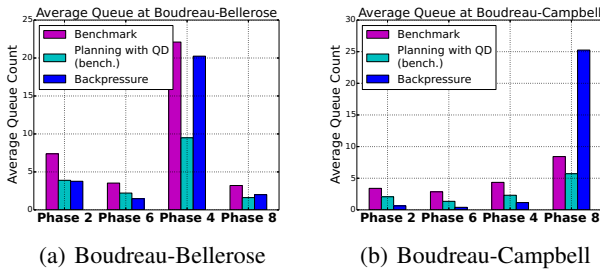 Average Queue at Boudreau-Bellerose
Average Queue Count
25
20
15
10
5
0
Benchmark
Planning with QD
(bench.)
Backpressure
Phase 2 Phase 6 Phase 4 Phase 8
(a) Boudreau-Bellerose
Average Queue at Boudreau-Campbell
Average Queue Count
30
25
20
15
10
5
0
Benchmark
Planning with QD
(bench.)
Backpressure
Phase 2 Phase 6 Phase 4 Phase 8
(b) Boudreau-Campbell